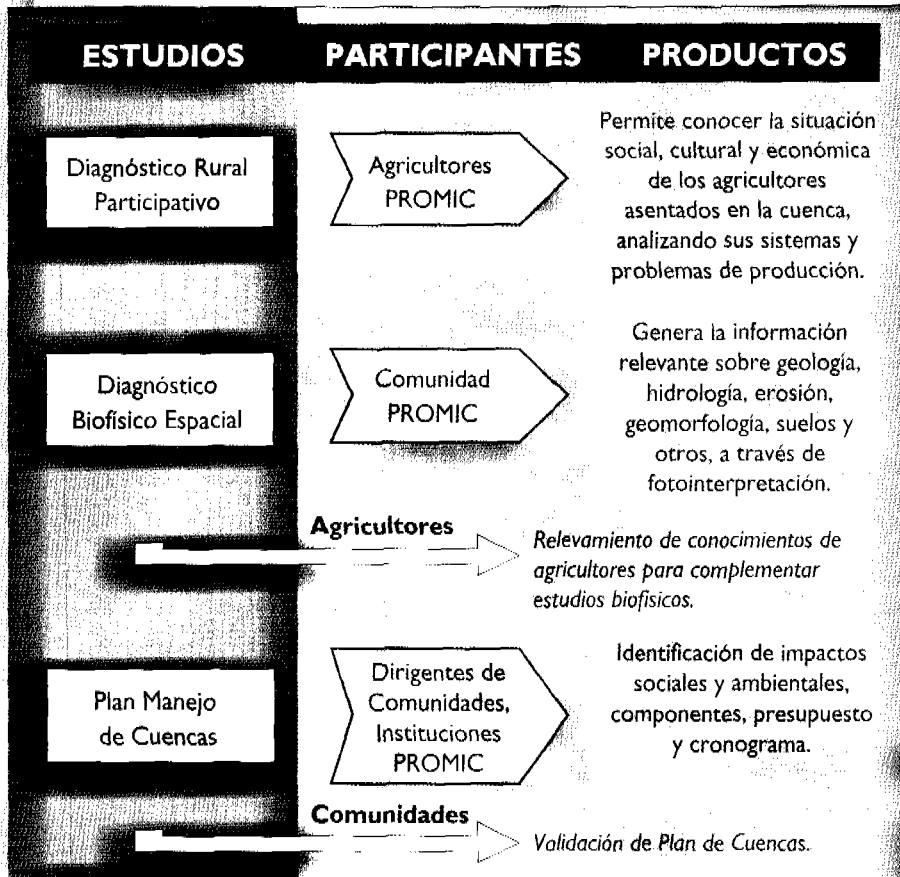 ESTUDIOS
PARTICIPANTES
PRODUCTOS
Diagnóstico Rural
Participativo
Agricultores
PROMIC
Permite conocer la situación
social, cultural y económica
de los agricultores
asentados en la cuenca,
analizando sus sistemas y
problemas de producción.
Diagnóstico
Biofísico Espacial
Comunidad
PROMIC
Genera la información
relevante sobre geología,
hidrología, erosión,
geomorfología, suelos y
otros, a través de
fotointerpretación.
Agricultores
Relevamiento de conocimientos de
agricultores para complementar
estudios biofisicos.
Plan Manejo
de Cuencas
Dirigentes de
Comunidades,
Instituciones
PROMIC
Identificación de impactos
sociales y ambientales,
componentes, presupuesto
y cronograma.
Comunidades
Validación de Plan de Cuencas.